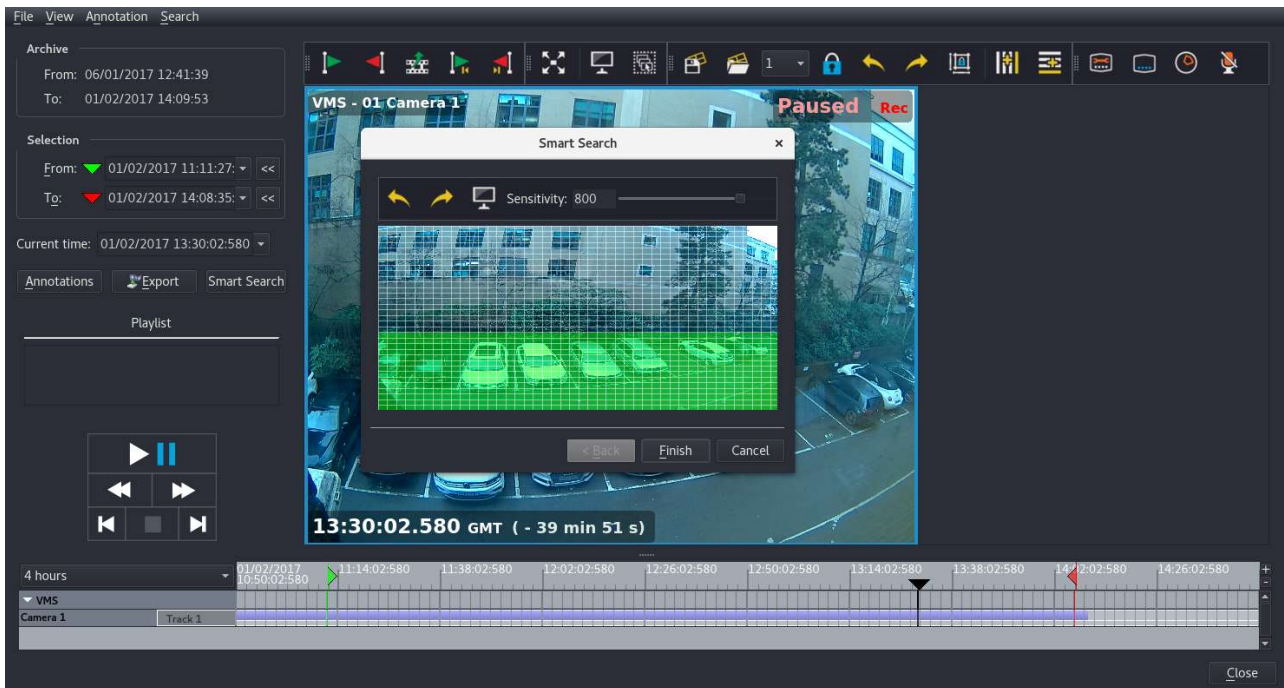 File View Annotation Search
Archive
From: 06/01/2017 12:41:39
To: 01/02/2017 14:09:53
Selection
From: 01/02/2017 11:11:27: <<
To: 01/02/2017 14:08:35: <<
Current time: 01/02/2017 13:30:02:580
Annotations Export Smart Search
Playlist
1
VMS - 01 Camera 1 Paused Rec
Smart Search ×
Sensitivity: 800
< Back Finish Cancel
13:30:02.580 GMT ( - 39 min 51 s)
4 hours
01/02/2017
10:50:02:580
11:14:02:580 11:38:02:580 12:02:02:580 12:26:02:580 12:50:02:580 13:14:02:580 13:38:02:580 14:02:02:580 14:26:02:580 +
-
VMS
Camera 1 Track 1
Close